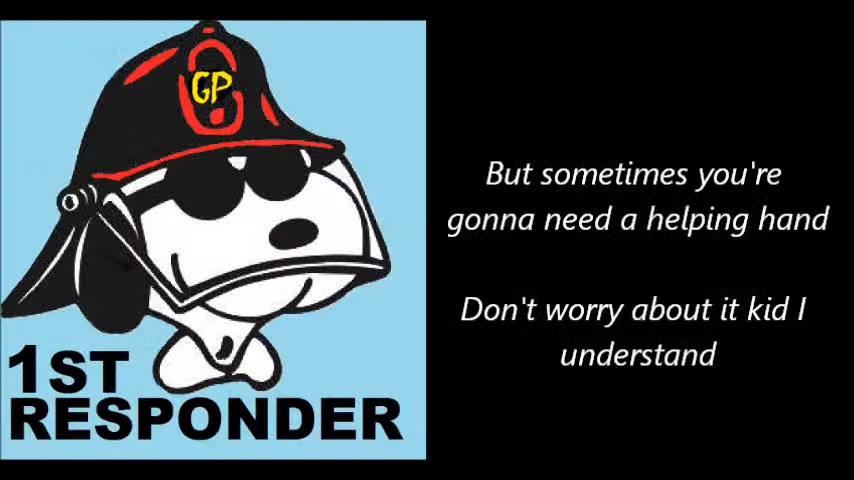 GP
1ST
RESPONDER
But sometimes you're
gonna need a helping hand
Don't worry about it kid I
understand